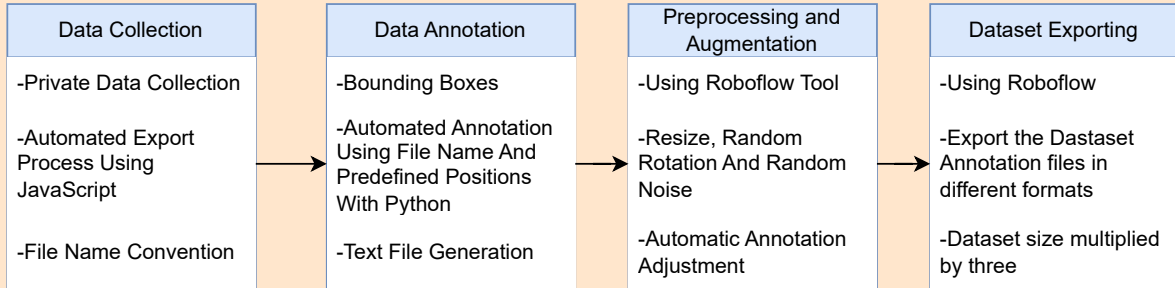 Data Collection
-Private Data Collection
-Automated Export
Process Using
JavaScript
-File Name Convention
Data Annotation
-Bounding Boxes
-Automated Annotation
Using File Name And
Predefined Positions
With Python
-Text File Generation
Preprocessing and
Augmentation
-Using Roboflow Tool
-Resize, Random
Rotation And Random
Noise
-Automatic Annotation
Adjustment
Dataset Exporting
-Using Roboflow
-Export the Dastaset
Annotation files in
different formats
-Dataset size multiplied
by three